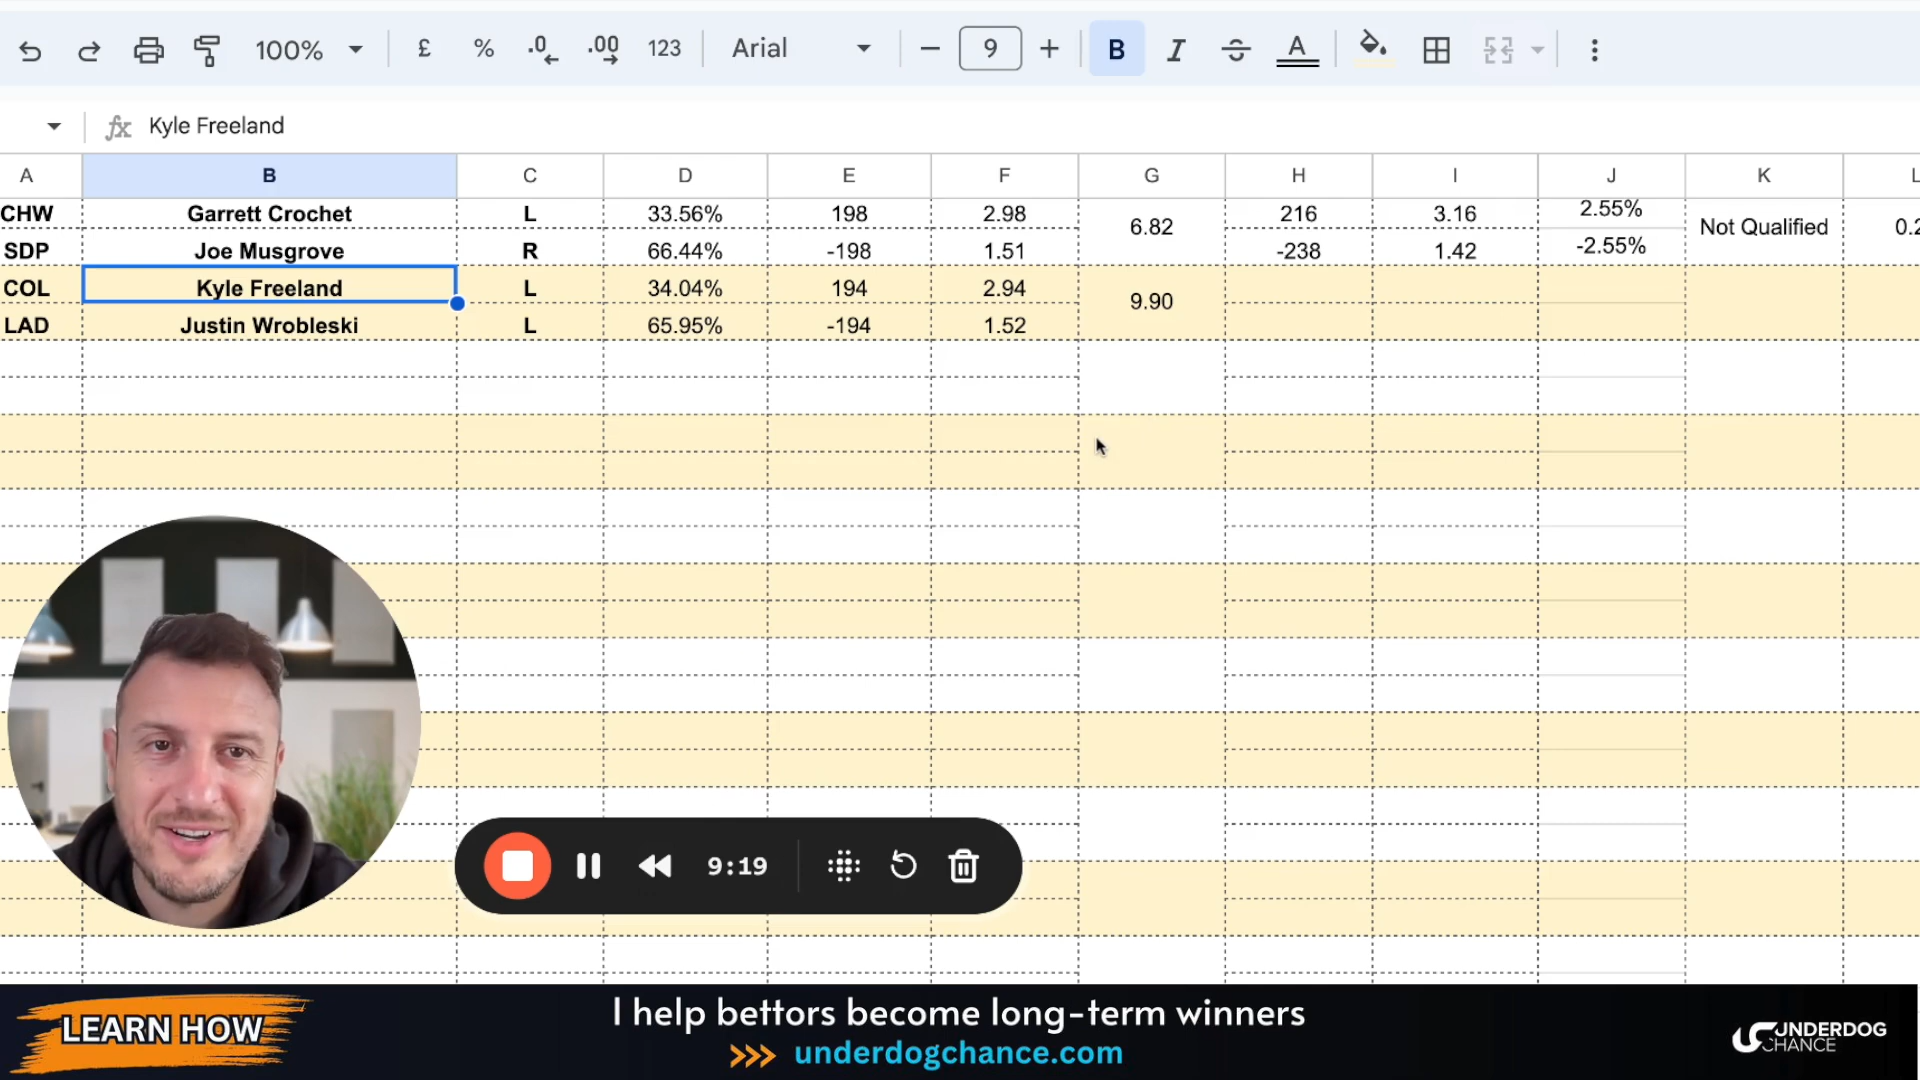 100% £ % .0 .00 123 Arial 9 B I A
fx Kyle Freeland
A B C D E F G H I J K L
CHW Garrett Crochet L 33.56% 198 2.98 6.82 216 3.16 2.55% Not Qualified 0.2
SDP Joe Musgrove R 66.44% -198 1.51 -238 1.42 -2.55%
COL Kyle Freeland L 34.04% 194 2.94 9.90
LAD Justin Wrobleski L 65.95% -194 1.52
9:19
LEARN HOW
I help bettors become long-term winners
>>> underdogchance.com
UNDERDOG
CHANCE